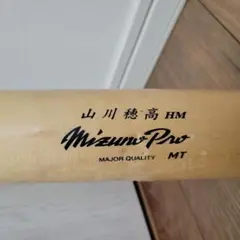 山川穂高 HM
Mizuno Pro
MAJOR QUALITY MT